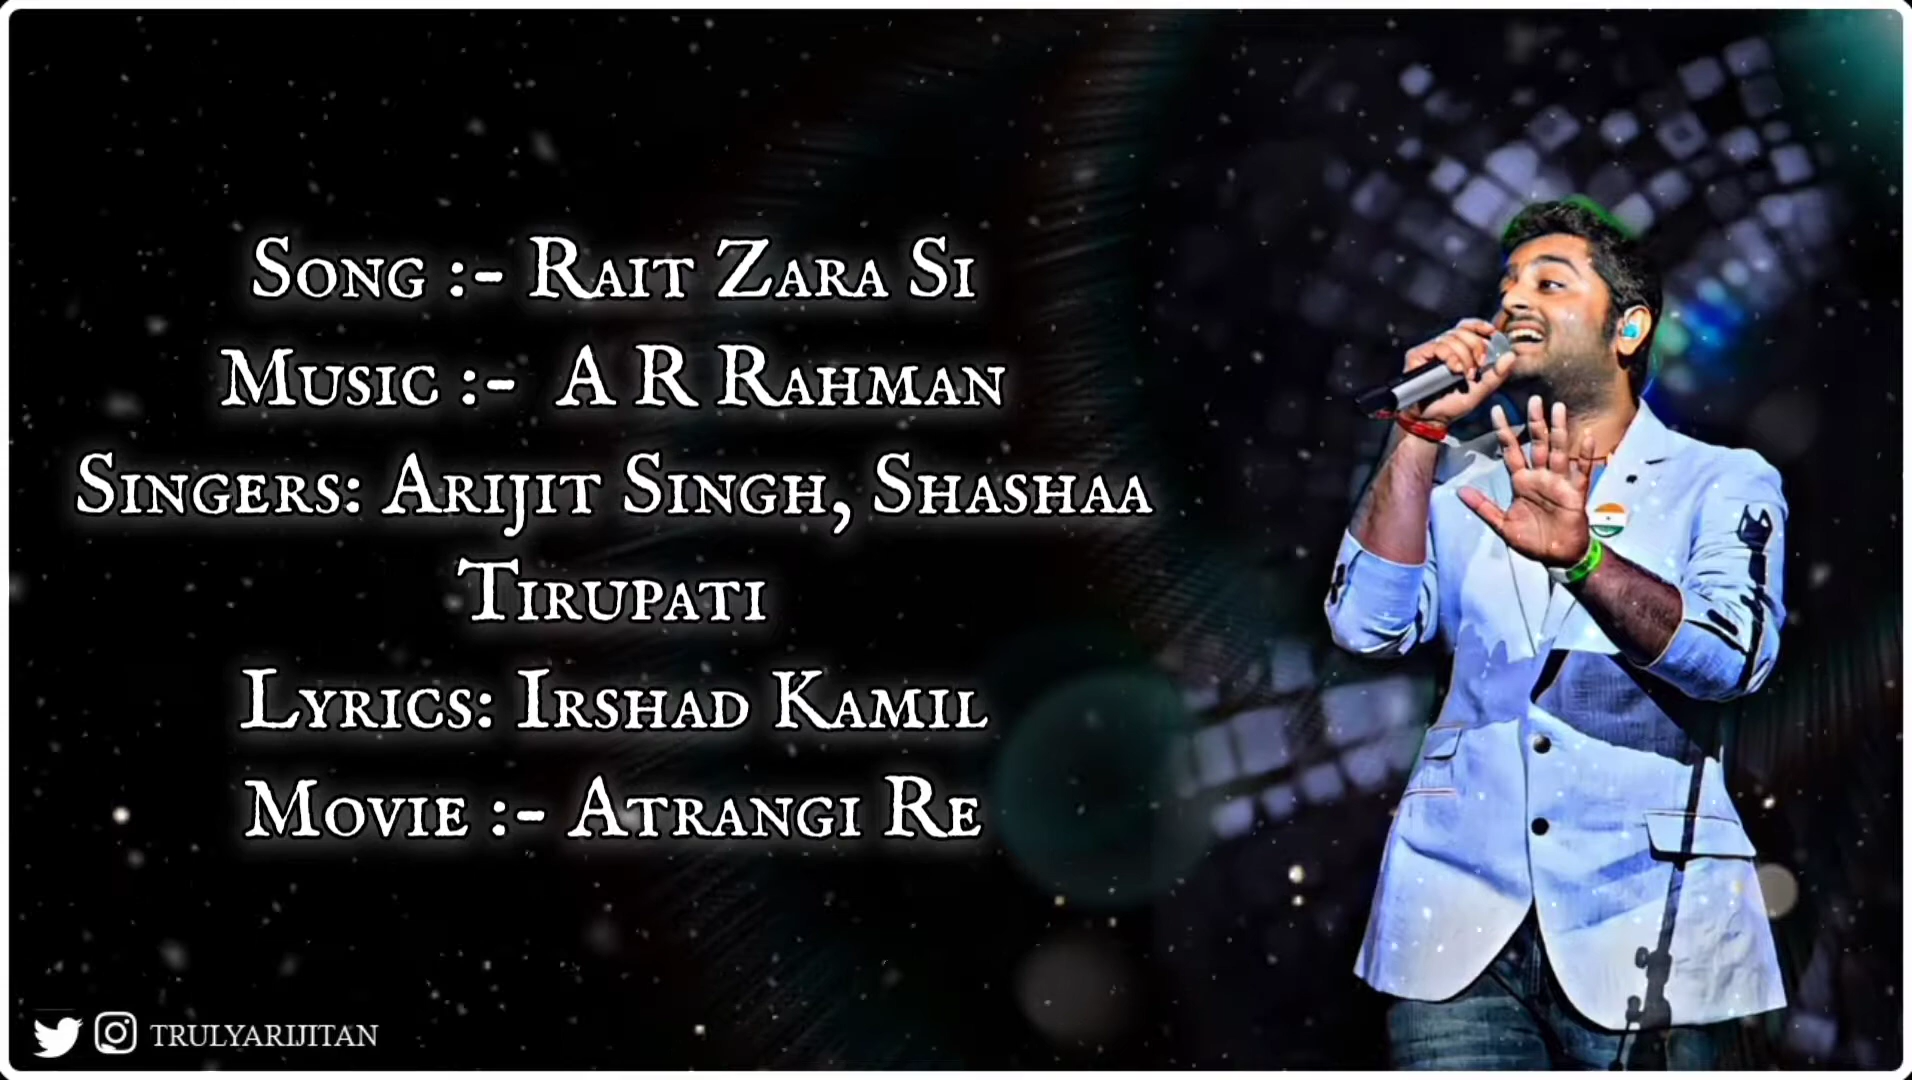 Song :- Rait Zara Si
Music :- A R Rahman
Singers: Arijit Singh, Shashaa
Tirupati
Lyrics: Irshad Kamil
Movie :- Atrangi Re
TRULYARIJITAN